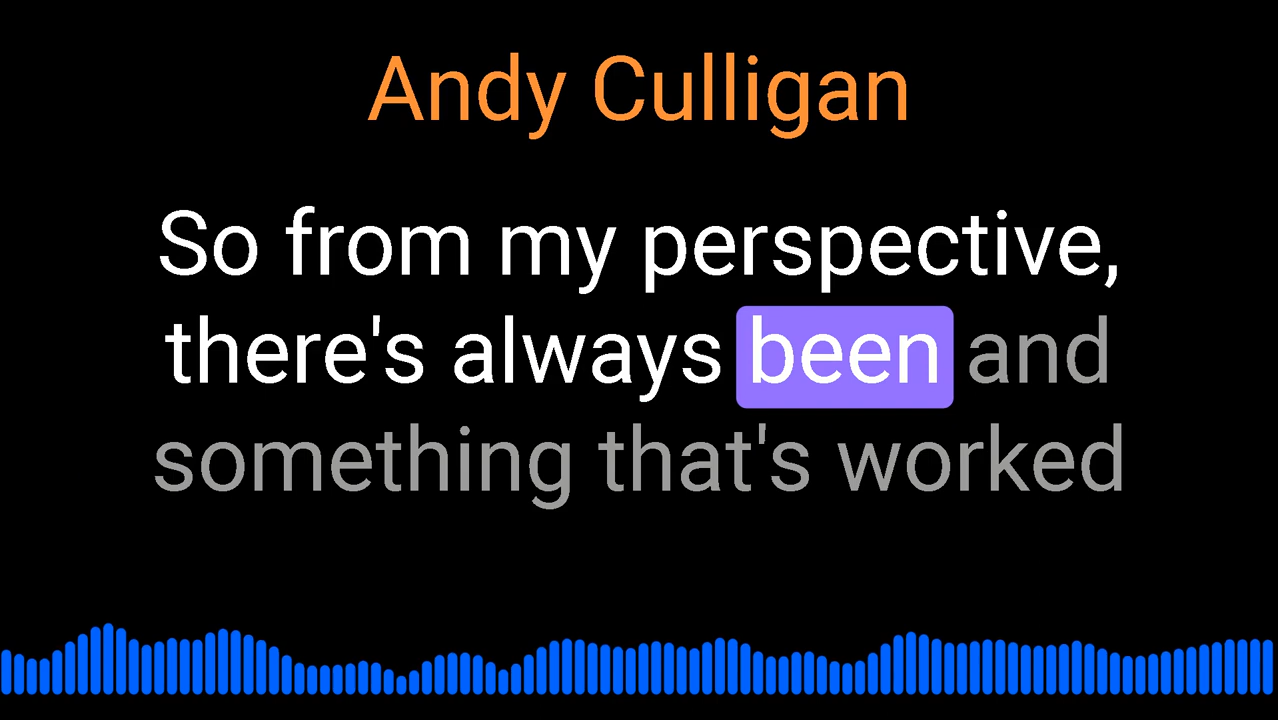 Andy Culligan
So from my perspective,
there's always been and
something that's worked